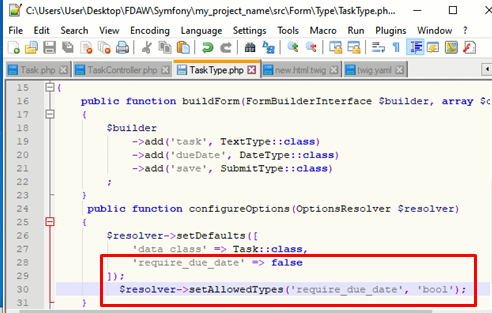 C:\Users\User\Desktop\FDAW\Symfony\my_project_name\src\Form\Type\TaskType.ph...
File Edit Search View Encoding Language Settings Tools Macro Run Plugins Window ?
Task.php TaskController.php TaskType.php new.html.twig twig.yaml
15 {
16 public function buildForm(FormBuilderInterface $builder, array $
17 {
18 $builder
19 ->add('task', TextType::class)
20 ->add('dueDate', DateType::class)
21 ->add('save', SubmitType::class)
22 ;
23 }
24 public function configureOptions(OptionsResolver $resolver)
25 {
26 $resolver->setDefaults([
27 'data_class' => Task::class,
28 'require_due_date' => false
29 ]);
30 $resolver->setAllowedTypes('require_due_date', 'bool');
31 }